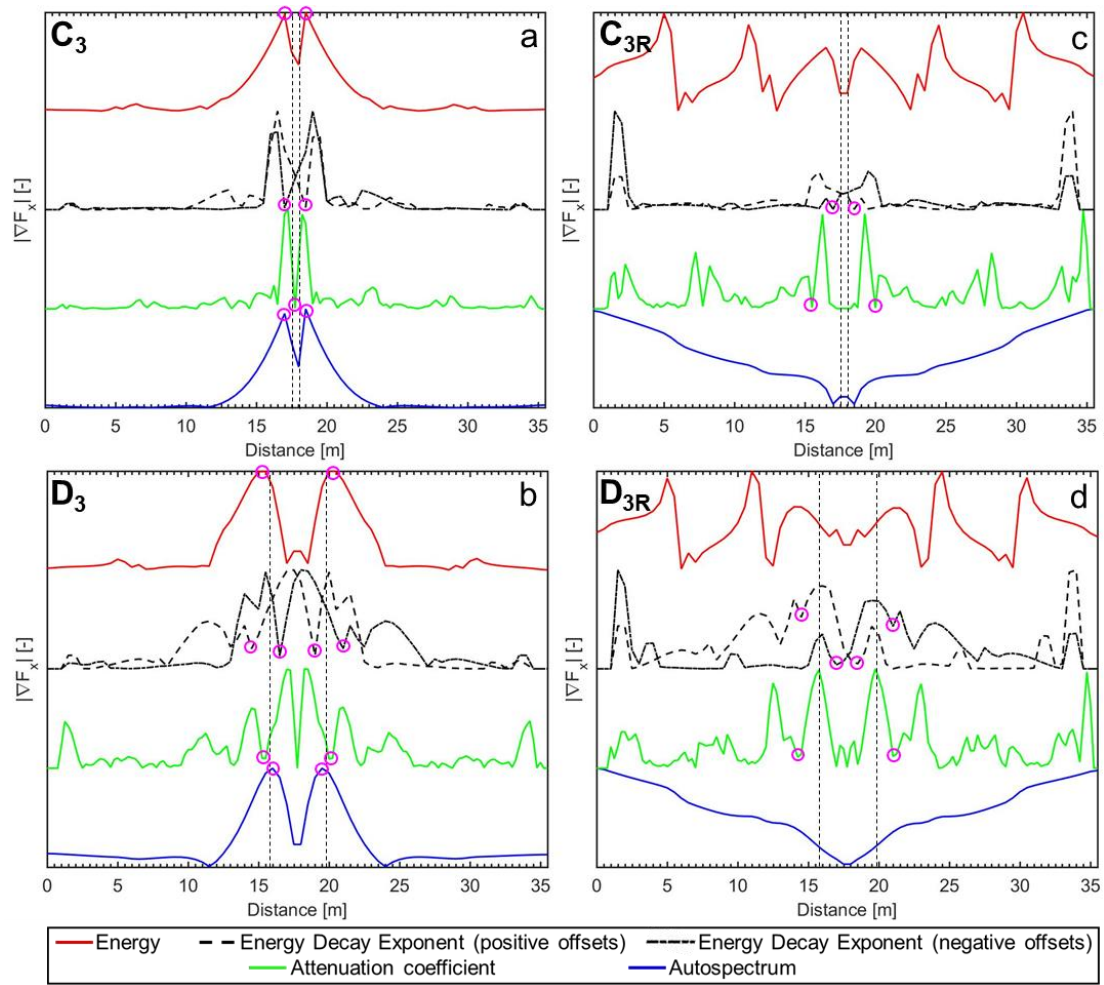 C3 a
C3R c
|∇Fx| [-]
|∇Fx| [-]
0 5 10 15 20 25 30 35
0 5 10 15 20 25 30 35
Distance [m]
Distance [m]
D3 b
D3R d
|∇Fx| [-]
|∇Fx| [-]
0 5 10 15 20 25 30 35
0 5 10 15 20 25 30 35
Distance [m]
Distance [m]
Energy Energy Decay Exponent (positive offsets) Energy Decay Exponent (negative offsets)
Attenuation coefficient Autospectrum